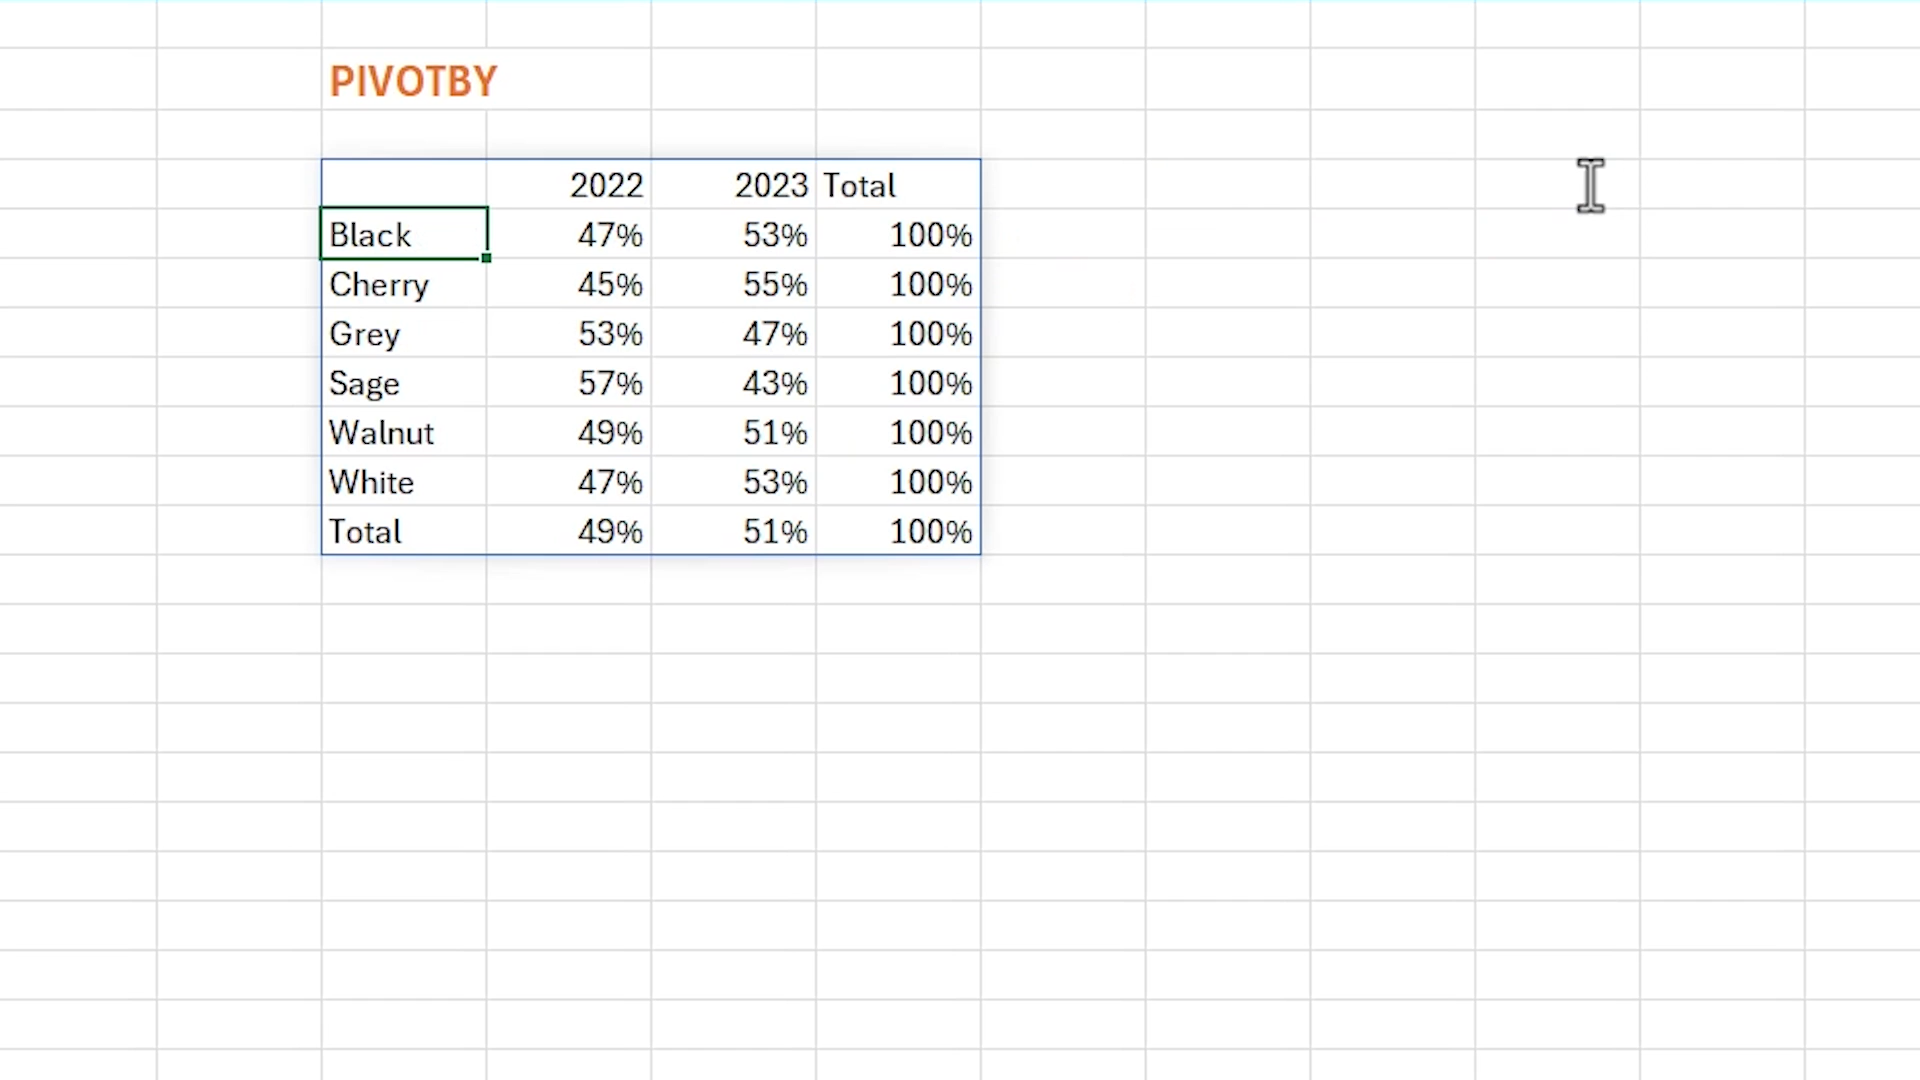 PIVOTBY
2022 2023 Total
Black 47% 53% 100%
Cherry 45% 55% 100%
Grey 53% 47% 100%
Sage 57% 43% 100%
Walnut 49% 51% 100%
White 47% 53% 100%
Total 49% 51% 100%